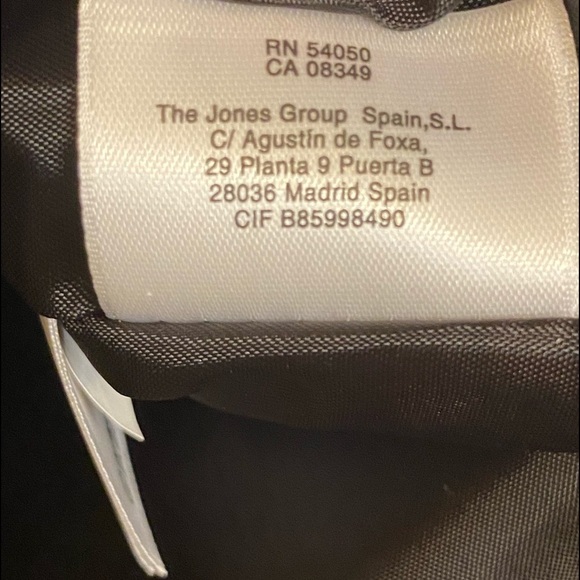 RN 54050
CA 08349
The Jones Group Spain,S.L.
C/ Agustín de Foxa,
29 Planta 9 Puerta B
28036 Madrid Spain
CIF B85998490